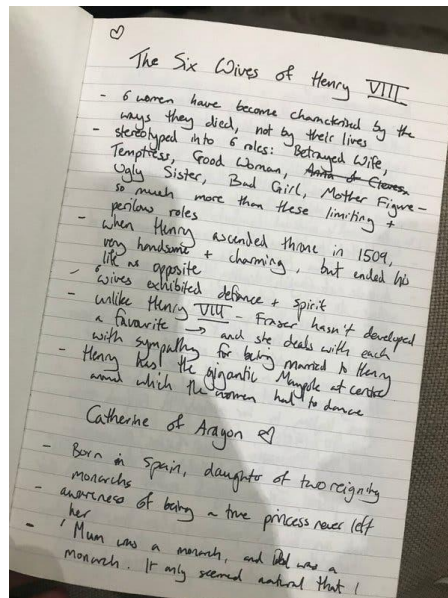 The Six Wives of Henry VIII
- 6 women have become characterised by the
ways they died, not by their lives
- stereotyped into 6 roles: Betrayed Wife,
Temptress, Good Woman, Anna of Cleves,
Ugly Sister, Bad Girl, Mother Figure -
so much more than these limiting +
perilous roles
- when Henry ascended throne in 1509,
very handsome + charming, but ended his
life as opposite
- 6 wives exhibited defiance + spirit
- unlike Henry VIII - Fraser hasn't developed
a favourite → and she deals with each
with sympathy for being married to Henry
- Henry was the gigantic Maypole at centre
around which the women had to dance
Catherine of Aragon
- Born in Spain, daughter of two reigning
monarchs
- awareness of being a true princess never left
her
- 'Mum was a monarch, and Dad was a
monarch. It only seemed natural that I